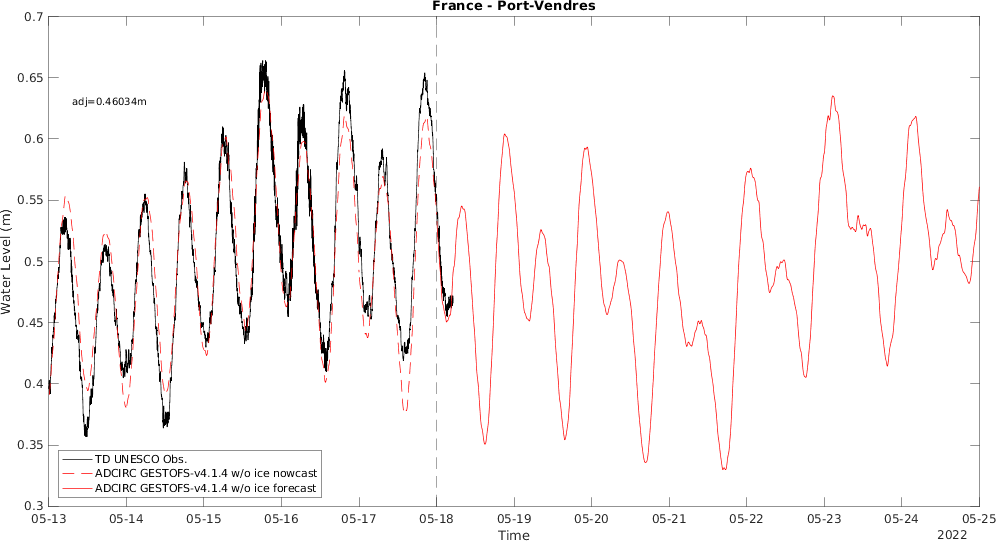 France - Port-Vendres
0.7
0.65
0.6
0.55
0.5
0.45
0.4
0.35
0.3
Water Level (m)
adj=0.46034m
TD UNESCO Obs.
ADCIRC GESTOFS-v4.1.4 w/o ice nowcast
ADCIRC GESTOFS-v4.1.4 w/o ice forecast
05-13 05-14 05-15 05-16 05-17 05-18 05-19 05-20 05-21 05-22 05-23 05-24 05-25
Time
2022